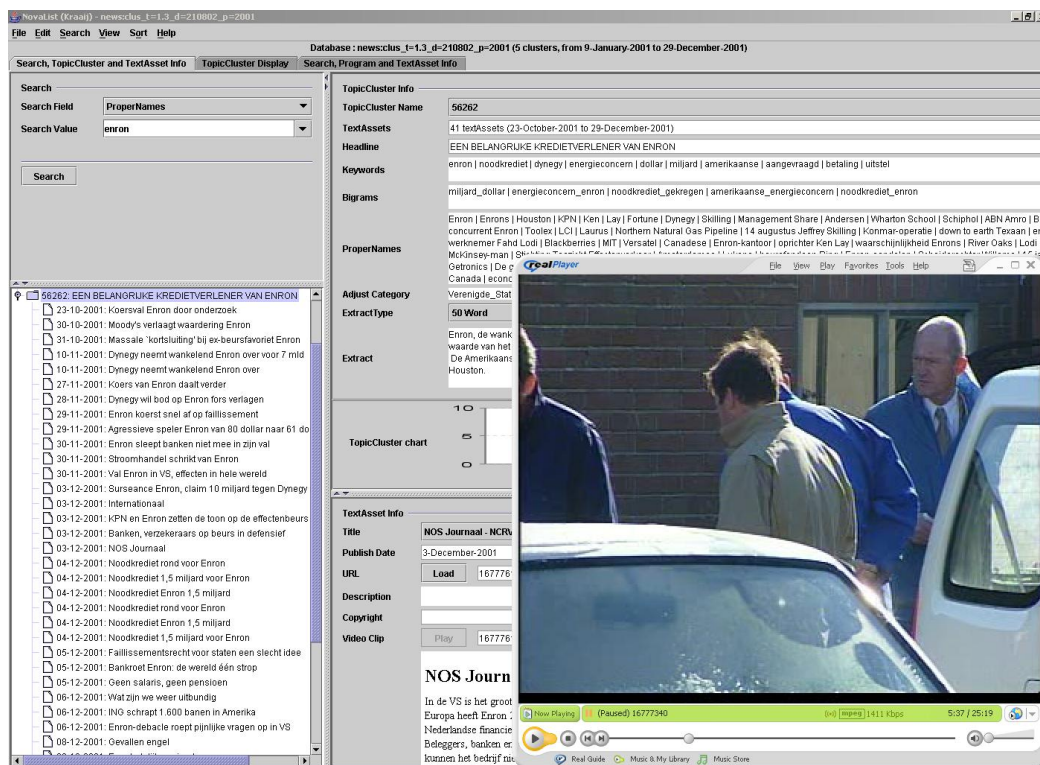 NovaList (Kraaij) - news:clus_t=1.3_d=210802_p=2001
File Edit Search View Sort Help
Database : news:clus_t=1.3_d=210802_p=2001 (5 clusters, from 9-January-2001 to 29-December-2001)
Search, TopicCluster and TextAsset Info
TopicCluster Display
Search, Program and TextAsset Info
Search
Search Field ProperNames
Search Value enron
Search
56262: EEN BELANGRIJKE KREDIETVERLENER VAN ENRON
23-10-2001: Koersval Enron door onderzoek
30-10-2001: Moody's verlaagt waardering Enron
31-10-2001: Massale `kortsluiting' bij ex-beursfavoriet Enron
10-11-2001: Dynegy neemt wankelend Enron over voor 7 mld
10-11-2001: Dynegy neemt wankelend Enron over
27-11-2001: Koers van Enron daalt verder
28-11-2001: Dynegy wil bod op Enron fors verlagen
29-11-2001: Enron koerst snel af op faillissement
29-11-2001: Agressieve speler Enron van 80 dollar naar 61 do
30-11-2001: Enron sleept banken niet mee in zijn val
30-11-2001: Stroomhandel schrikt van Enron
30-11-2001: Val Enron in VS, effecten in hele wereld
03-12-2001: Surseance Enron, claim 10 miljard tegen Dynegy
03-12-2001: Internationaal
03-12-2001: KPN en Enron zetten de toon op de effectenbeurs
03-12-2001: Banken, verzekeraars op beurs in defensief
03-12-2001: NOS Journaal
04-12-2001: Noodkrediet rond voor Enron
04-12-2001: Noodkrediet 1,5 miljard voor Enron
04-12-2001: Noodkrediet Enron 1,5 miljard
04-12-2001: Noodkrediet rond voor Enron
04-12-2001: Noodkrediet Enron 1,5 miljard
04-12-2001: Noodkrediet 1,5 miljard voor Enron
05-12-2001: Faillissementsrecht voor staten een slecht idee
05-12-2001: Bankroet Enron: de wereld één strop
05-12-2001: Geen salaris, geen pensioen
06-12-2001: Wat zijn we weer uitbundig
06-12-2001: ING schrapt 1.600 banen in Amerika
06-12-2001: Enron-debacle roept pijnlijke vragen op in VS
08-12-2001: Gevallen engel
TopicCluster Info
TopicCluster Name 56262
TextAssets 41 textAssets (23-October-2001 to 29-December-2001)
Headline EEN BELANGRIJKE KREDIETVERLENER VAN ENRON
Keywords enron | noodkrediet | dynegy | energieconcern | dollar | miljard | amerikaanse | aangevraagd | betaling | uitstel
Bigrams miljard_dollar | energieconcern_enron | noodkrediet_gekregen | amerikaanse_energieconcern | noodkrediet_enron
ProperNames
Enron | Enrons | Houston | KPN | Ken | Lay | Fortune | Dynegy | Skilling | Management Share | Andersen | Wharton School | Schiphol | ABN Amro | B
concurrent Enron | Toolex | LCI | Laurus | Northern Natural Gas Pipeline | 14 augustus Jeffrey Skilling | Konmar-operatie | down to earth Texaan | er
werknemer Fahd Lodi | Blackberries | MIT | Versatel | Canadese | Enron-kantoor | oprichter Ken Lay | waarschijnlijkheid Enrons | River Oaks | Lodi
McKinsey-man |
Getronics | De g
Canada | econo
Adjust Category Verenigde_Stat
ExtractType 50 Word
Extract
Enron, de wank
waarde van het
De Amerikaans
Houston.
TopicCluster chart
10
5
0
TextAsset Info
Title NOS Journaal - NCRV
Publish Date 3-December-2001
URL Load 1677761
Description
Copyright
Video Clip Play 1677761
NOS Journ
In de VS is het groot
Europa heeft Enron 2
Nederlandse financie
Beleggers, banken en
kunnen het bedrijf nie
realPlayer File View Play Favorites Tools Help
Now Playing (Paused) 16777340 mpeg 1411 Kbps 5:37 / 25:19
Real Guide Music & My Library Music Store